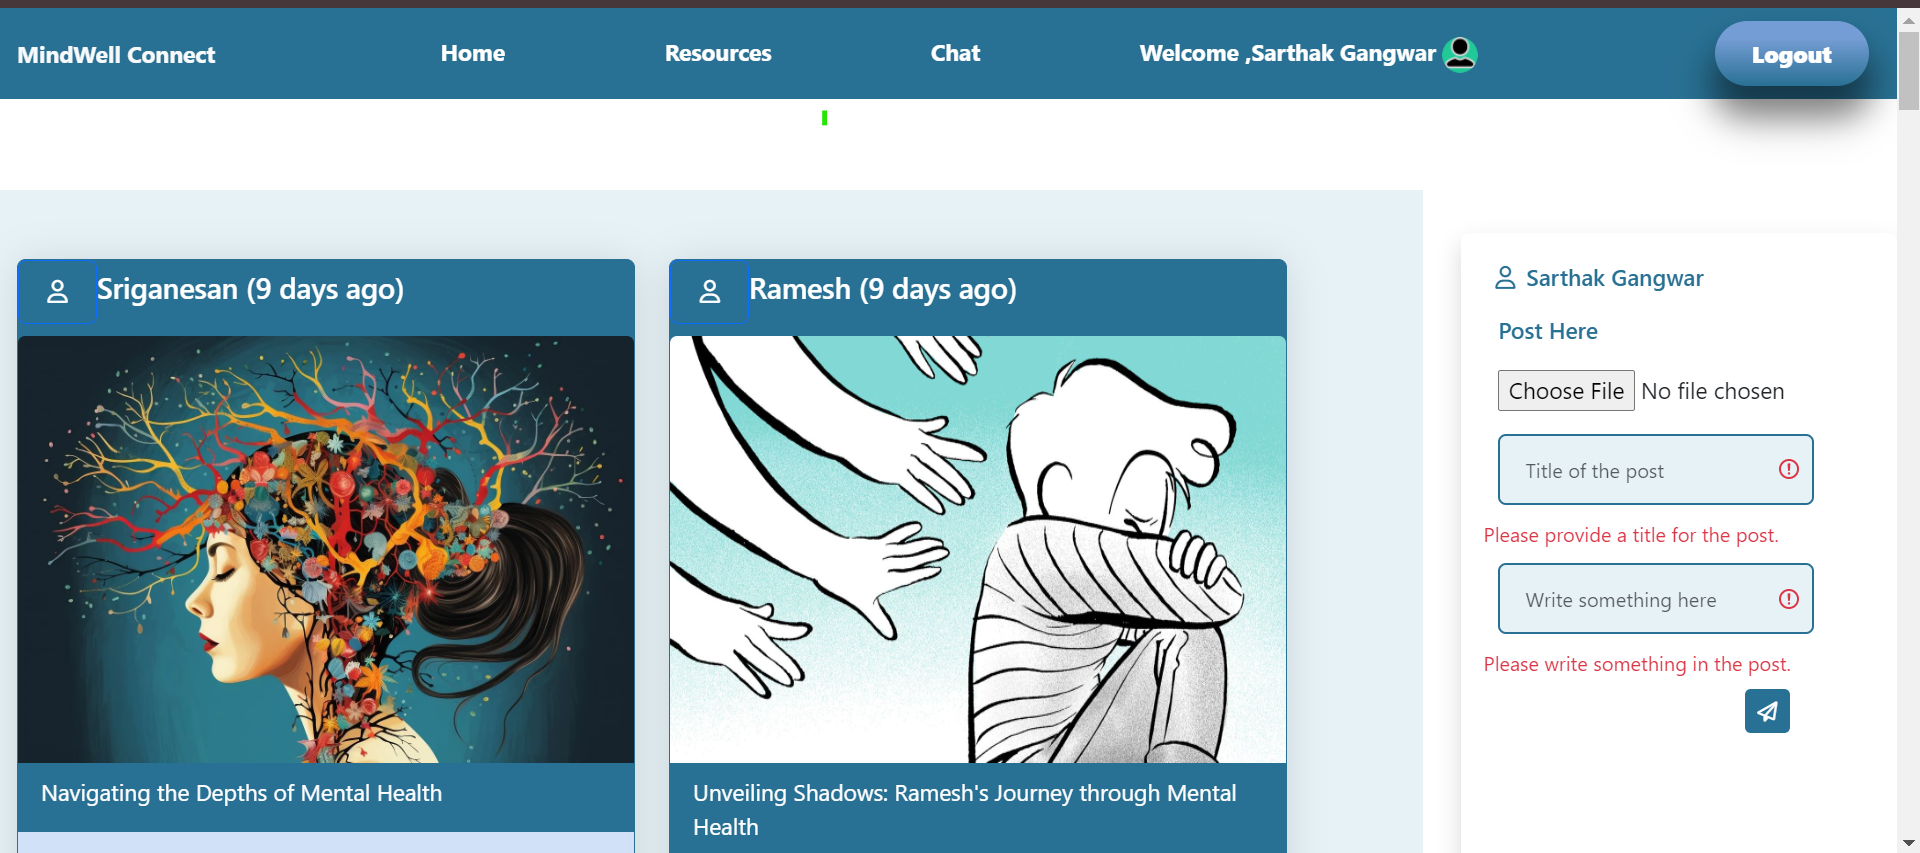 MindWell Connect
Home
Resources
Chat
Welcome ,Sarthak Gangwar
Logout
Sriganesan (9 days ago)
Navigating the Depths of Mental Health
Ramesh (9 days ago)
Unveiling Shadows: Ramesh's Journey through Mental
Health
Sarthak Gangwar
Post Here
Choose File No file chosen
Title of the post
Please provide a title for the post.
Write something here
Please write something in the post.